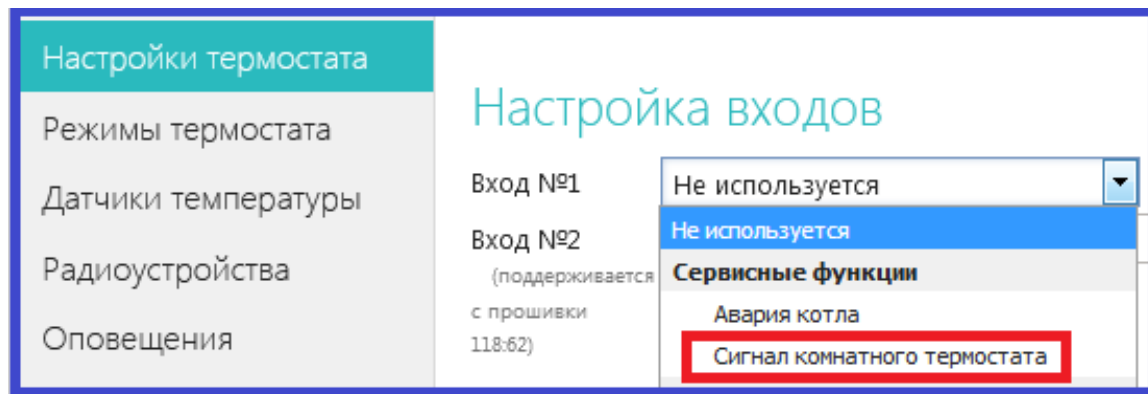 Настройки термостата
Режимы термостата
Датчики температуры
Радиоустройства
Оповещения
Настройка входов
Вход №1
Не используется
Вход №2
(поддерживается
с прошивки
118:62)
Не используется
Сервисные функции
Авария котла
Сигнал комнатного термостата